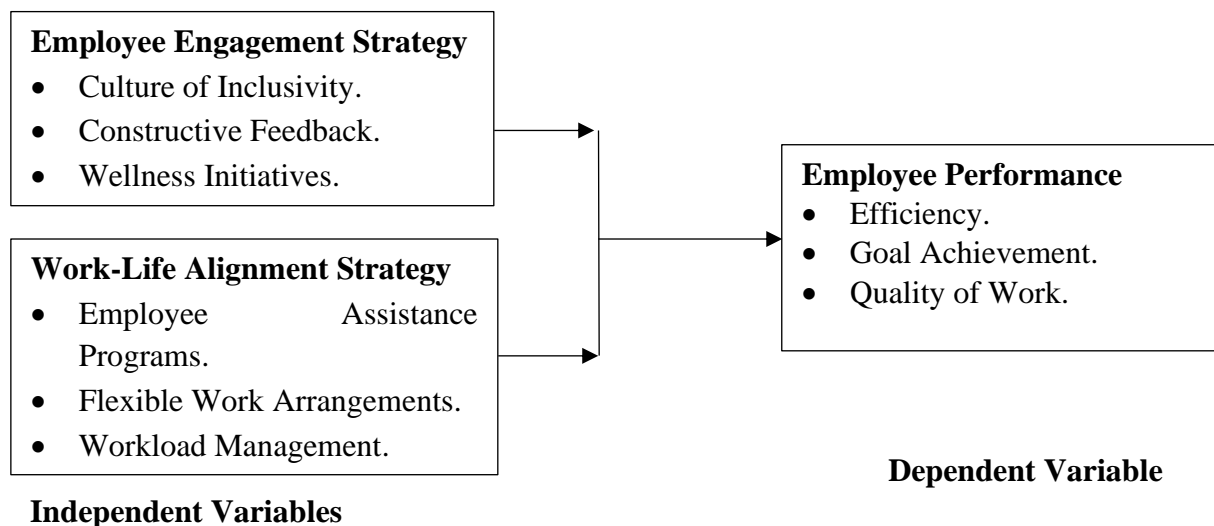 Employee Engagement Strategy
• Culture of Inclusivity.
• Constructive Feedback.
• Wellness Initiatives.
Work-Life Alignment Strategy
• Employee Assistance
Programs.
• Flexible Work Arrangements.
• Workload Management.
Independent Variables
Employee Performance
• Efficiency.
• Goal Achievement.
• Quality of Work.
Dependent Variable